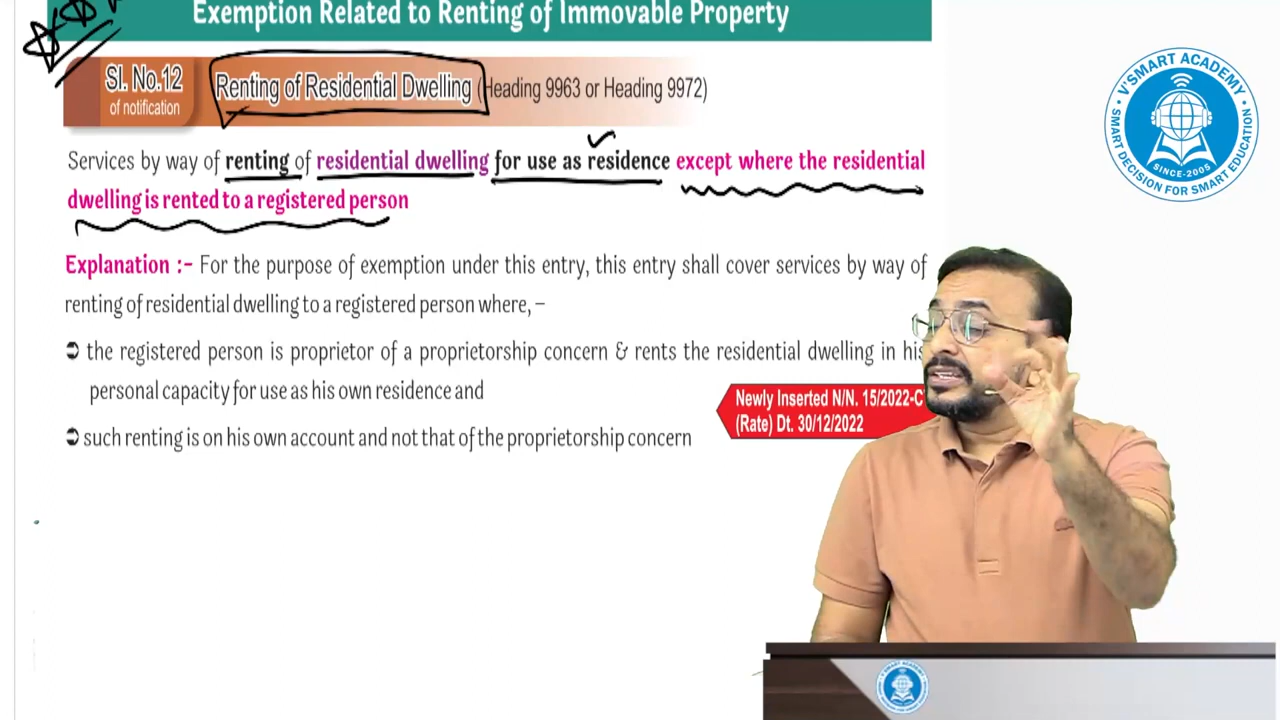 Exemption Related to Renting of Immovable Property
Sl. No.12
of notification
Renting of Residential Dwelling (Heading 9963 or Heading 9972)
Services by way of renting of residential dwelling for use as residence except where the residential
dwelling is rented to a registered person
Explanation :- For the purpose of exemption under this entry, this entry shall cover services by way of
renting of residential dwelling to a registered person where, –
➲ the registered person is proprietor of a proprietorship concern & rents the residential dwelling in his
personal capacity for use as his own residence and
➲ such renting is on his own account and not that of the proprietorship concern
Newly Inserted N/N. 15/2022-C
(Rate) Dt. 30/12/2022
V'SMART ACADEMY
SINCE-2005
• SMART DECISION FOR SMART EDUCATION •